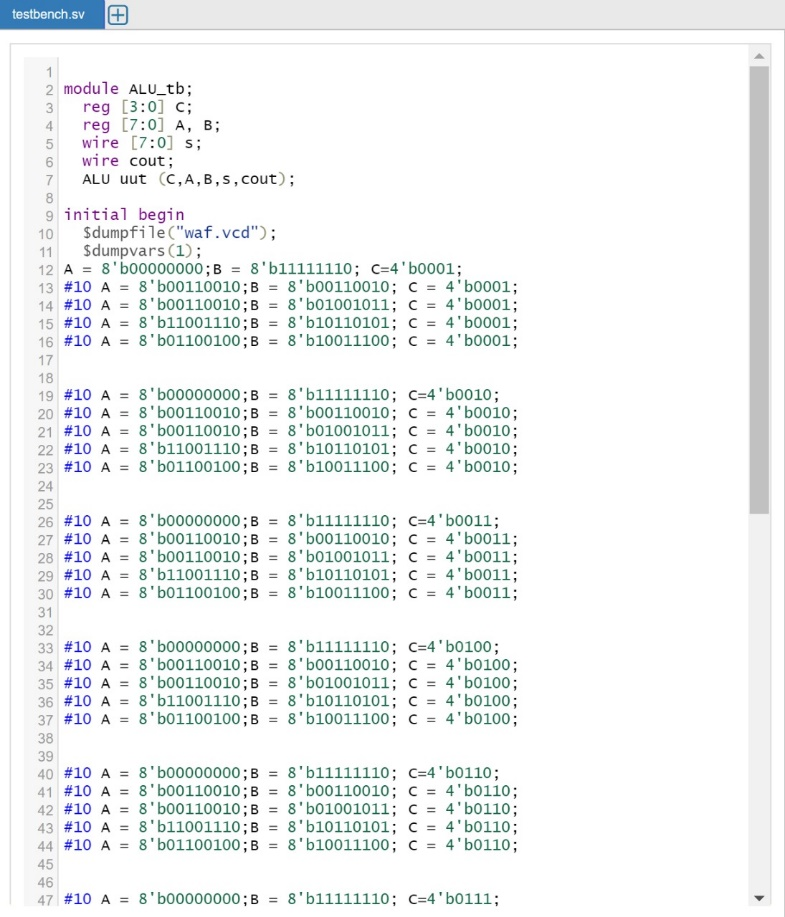 testbench.sv
1
2 module ALU_tb;
3   reg [3:0] C;
4   reg [7:0] A, B;
5   wire [7:0] s;
6   wire cout;
7   ALU uut (C,A,B,s,cout);
8
9 initial begin
10   $dumpfile("waf.vcd");
11   $dumpvars(1);
12 A = 8'b00000000;B = 8'b11111110; C=4'b0001;
13 #10 A = 8'b00110010;B = 8'b00110010; C = 4'b0001;
14 #10 A = 8'b00110010;B = 8'b01001011; C = 4'b0001;
15 #10 A = 8'b11001110;B = 8'b10110101; C = 4'b0001;
16 #10 A = 8'b01100100;B = 8'b10011100; C = 4'b0001;
17
18
19 #10 A = 8'b00000000;B = 8'b11111110; C=4'b0010;
20 #10 A = 8'b00110010;B = 8'b00110010; C = 4'b0010;
21 #10 A = 8'b00110010;B = 8'b01001011; C = 4'b0010;
22 #10 A = 8'b11001110;B = 8'b10110101; C = 4'b0010;
23 #10 A = 8'b01100100;B = 8'b10011100; C = 4'b0010;
24
25
26 #10 A = 8'b00000000;B = 8'b11111110; C=4'b0011;
27 #10 A = 8'b00110010;B = 8'b00110010; C = 4'b0011;
28 #10 A = 8'b00110010;B = 8'b01001011; C = 4'b0011;
29 #10 A = 8'b11001110;B = 8'b10110101; C = 4'b0011;
30 #10 A = 8'b01100100;B = 8'b10011100; C = 4'b0011;
31
32
33 #10 A = 8'b00000000;B = 8'b11111110; C=4'b0100;
34 #10 A = 8'b00110010;B = 8'b00110010; C = 4'b0100;
35 #10 A = 8'b00110010;B = 8'b01001011; C = 4'b0100;
36 #10 A = 8'b11001110;B = 8'b10110101; C = 4'b0100;
37 #10 A = 8'b01100100;B = 8'b10011100; C = 4'b0100;
38
39
40 #10 A = 8'b00000000;B = 8'b11111110; C=4'b0110;
41 #10 A = 8'b00110010;B = 8'b00110010; C = 4'b0110;
42 #10 A = 8'b00110010;B = 8'b01001011; C = 4'b0110;
43 #10 A = 8'b11001110;B = 8'b10110101; C = 4'b0110;
44 #10 A = 8'b01100100;B = 8'b10011100; C = 4'b0110;
45
46
47 #10 A = 8'b00000000;B = 8'b11111110; C=4'b0111;